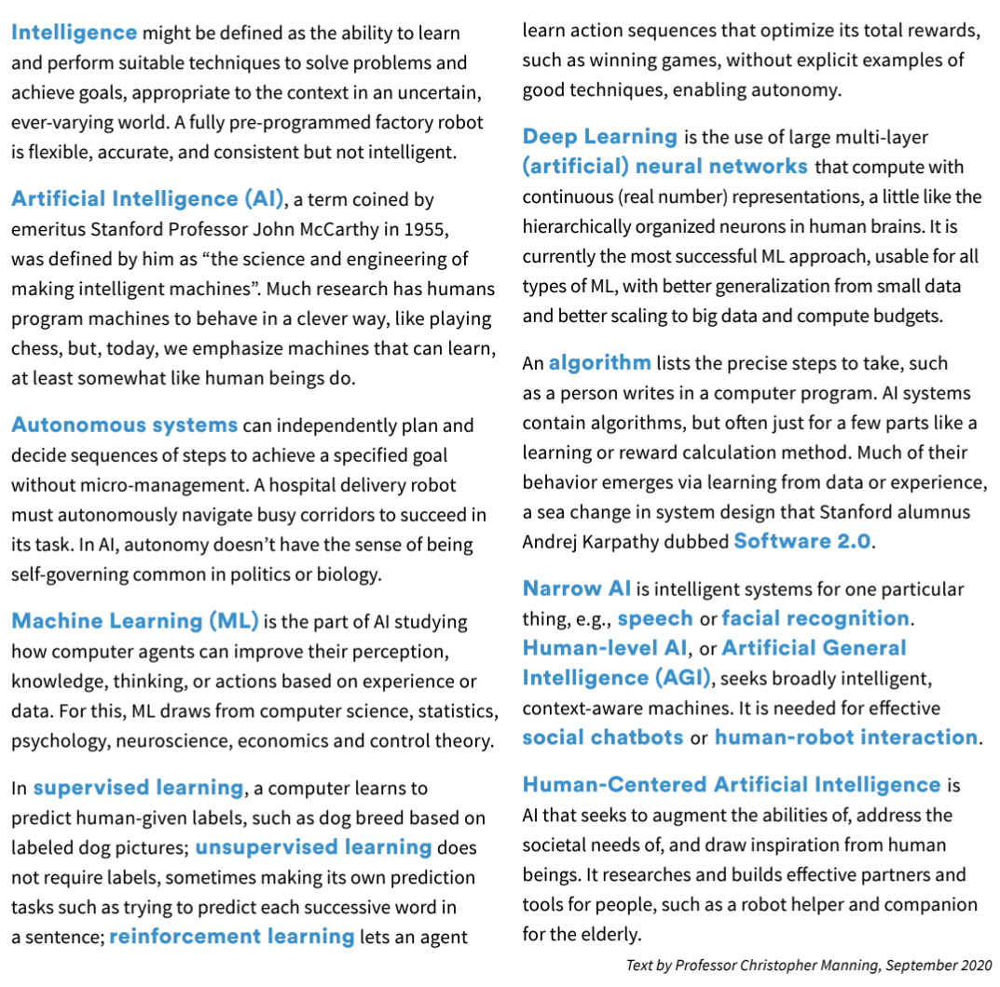 Intelligence might be defined as the ability to learn
and perform suitable techniques to solve problems and
achieve goals, appropriate to the context in an uncertain,
ever-varying world. A fully pre-programmed factory robot
is flexible, accurate, and consistent but not intelligent.
Artificial Intelligence (AI), a term coined by
emeritus Stanford Professor John McCarthy in 1955,
was defined by him as “the science and engineering of
making intelligent machines”. Much research has humans
program machines to behave in a clever way, like playing
chess, but, today, we emphasize machines that can learn,
at least somewhat like human beings do.
Autonomous systems can independently plan and
decide sequences of steps to achieve a specified goal
without micro-management. A hospital delivery robot
must autonomously navigate busy corridors to succeed in
its task. In AI, autonomy doesn’t have the sense of being
self-governing common in politics or biology.
Machine Learning (ML) is the part of AI studying
how computer agents can improve their perception,
knowledge, thinking, or actions based on experience or
data. For this, ML draws from computer science, statistics,
psychology, neuroscience, economics and control theory.
In supervised learning, a computer learns to
predict human-given labels, such as dog breed based on
labeled dog pictures; unsupervised learning does
not require labels, sometimes making its own prediction
tasks such as trying to predict each successive word in
a sentence; reinforcement learning lets an agent
learn action sequences that optimize its total rewards,
such as winning games, without explicit examples of
good techniques, enabling autonomy.
Deep Learning is the use of large multi-layer
(artificial) neural networks that compute with
continuous (real number) representations, a little like the
hierarchically organized neurons in human brains. It is
currently the most successful ML approach, usable for all
types of ML, with better generalization from small data
and better scaling to big data and compute budgets.
An algorithm lists the precise steps to take, such
as a person writes in a computer program. AI systems
contain algorithms, but often just for a few parts like a
learning or reward calculation method. Much of their
behavior emerges via learning from data or experience,
a sea change in system design that Stanford alumnus
Andrej Karpathy dubbed Software 2.0.
Narrow AI is intelligent systems for one particular
thing, e.g., speech or facial recognition.
Human-level AI, or Artificial General
Intelligence (AGI), seeks broadly intelligent,
context-aware machines. It is needed for effective
social chatbots or human-robot interaction.
Human-Centered Artificial Intelligence is
AI that seeks to augment the abilities of, address the
societal needs of, and draw inspiration from human
beings. It researches and builds effective partners and
tools for people, such as a robot helper and companion
for the elderly.
Text by Professor Christopher Manning, September 2020